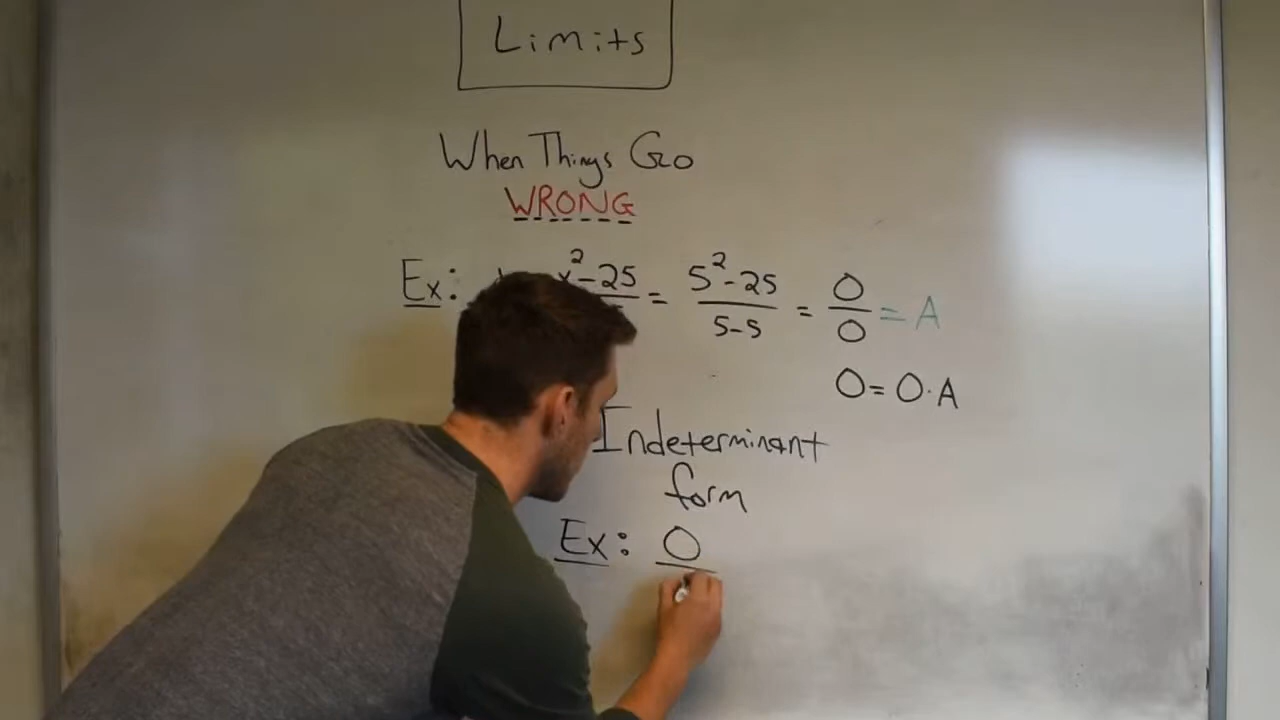 Limits
When Things Go
WRONG
Ex: x²-25 = 5²-25 / 5-5 = 0/0 = A
0 = 0·A
Indeterminant
form
Ex: 0